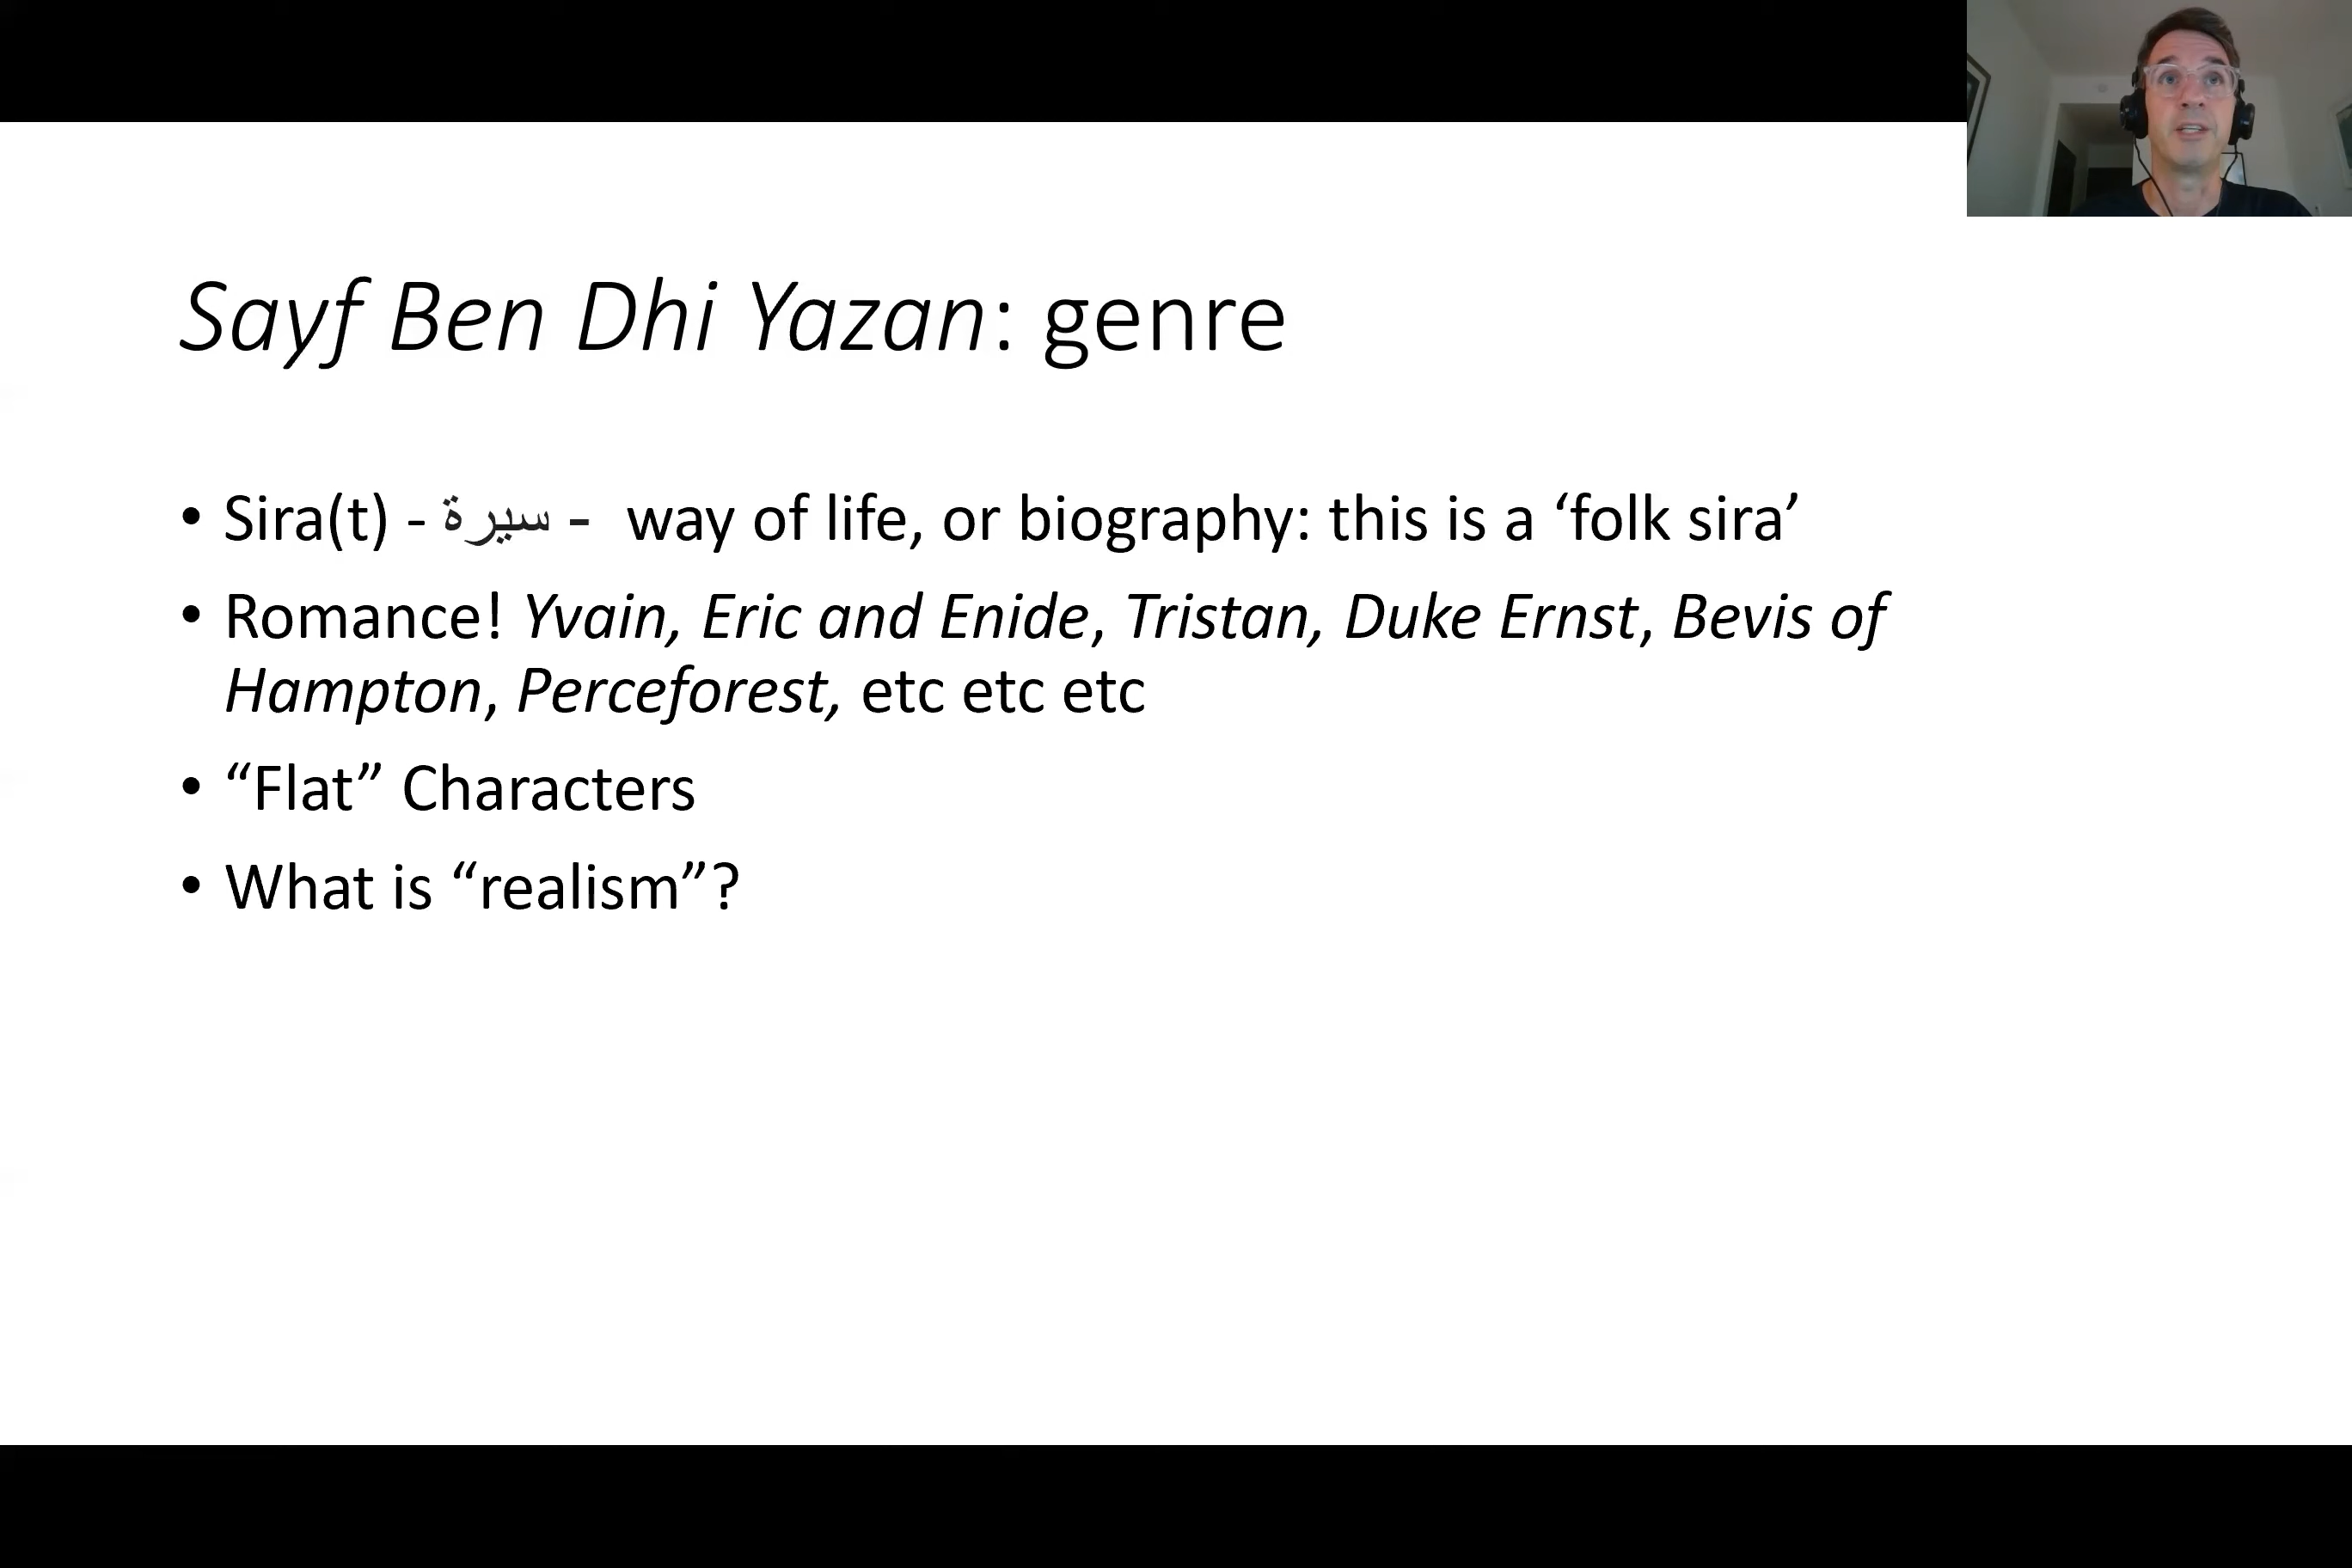 Sayf Ben Dhi Yazan: genre
• Sira(t) - سيرة - way of life, or biography: this is a ‘folk sira’
• Romance! Yvain, Eric and Enide, Tristan, Duke Ernst, Bevis of
Hampton, Perceforest, etc etc etc
• “Flat” Characters
• What is “realism”?